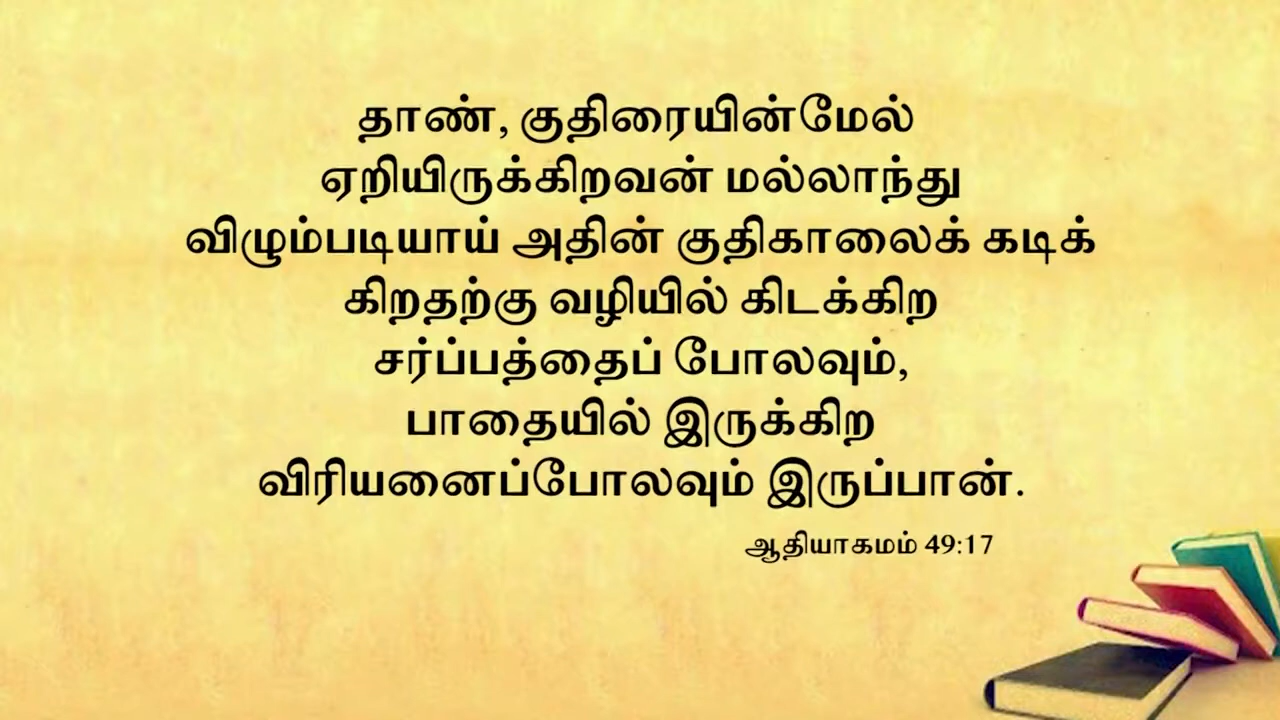 தாண், குதிரையின்மேல்
ஏறியிருக்கிறவன் மல்லாந்து
விழும்படியாய் அதின் குதிகாலைக் கடிக்
கிறதற்கு வழியில் கிடக்கிற
சர்ப்பத்தைப் போலவும்,
பாதையில் இருக்கிற
விரியனைப்போலவும் இருப்பான்.
ஆதியாகமம் 49:17